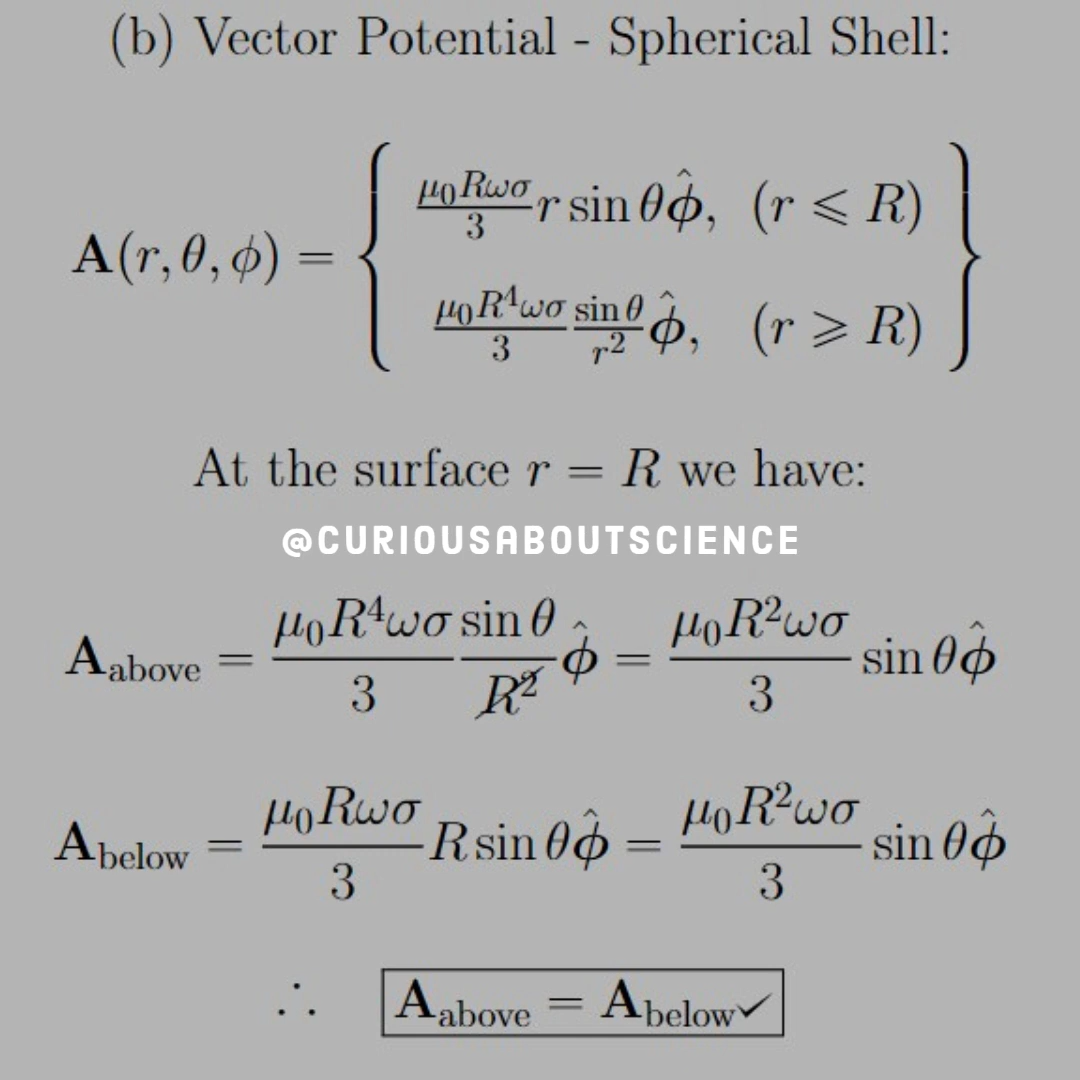 (b) Vector Potential - Spherical Shell:
A(r, θ, ϕ) = { μ₀Rωσ/3 r sin θ ϕ̂, (r ⩽ R)
μ₀R⁴ωσ/3 sin θ/r² ϕ̂, (r ⩾ R) }
At the surface r = R we have:
@CURIOUSABOUTSCIENCE
A_above = μ₀R⁴ωσ/3 sin θ/R² ϕ̂ = μ₀R²ωσ/3 sin θ ϕ̂
A_below = μ₀Rωσ/3 R sin θ ϕ̂ = μ₀R²ωσ/3 sin θ ϕ̂
∴ A_above = A_below ✓